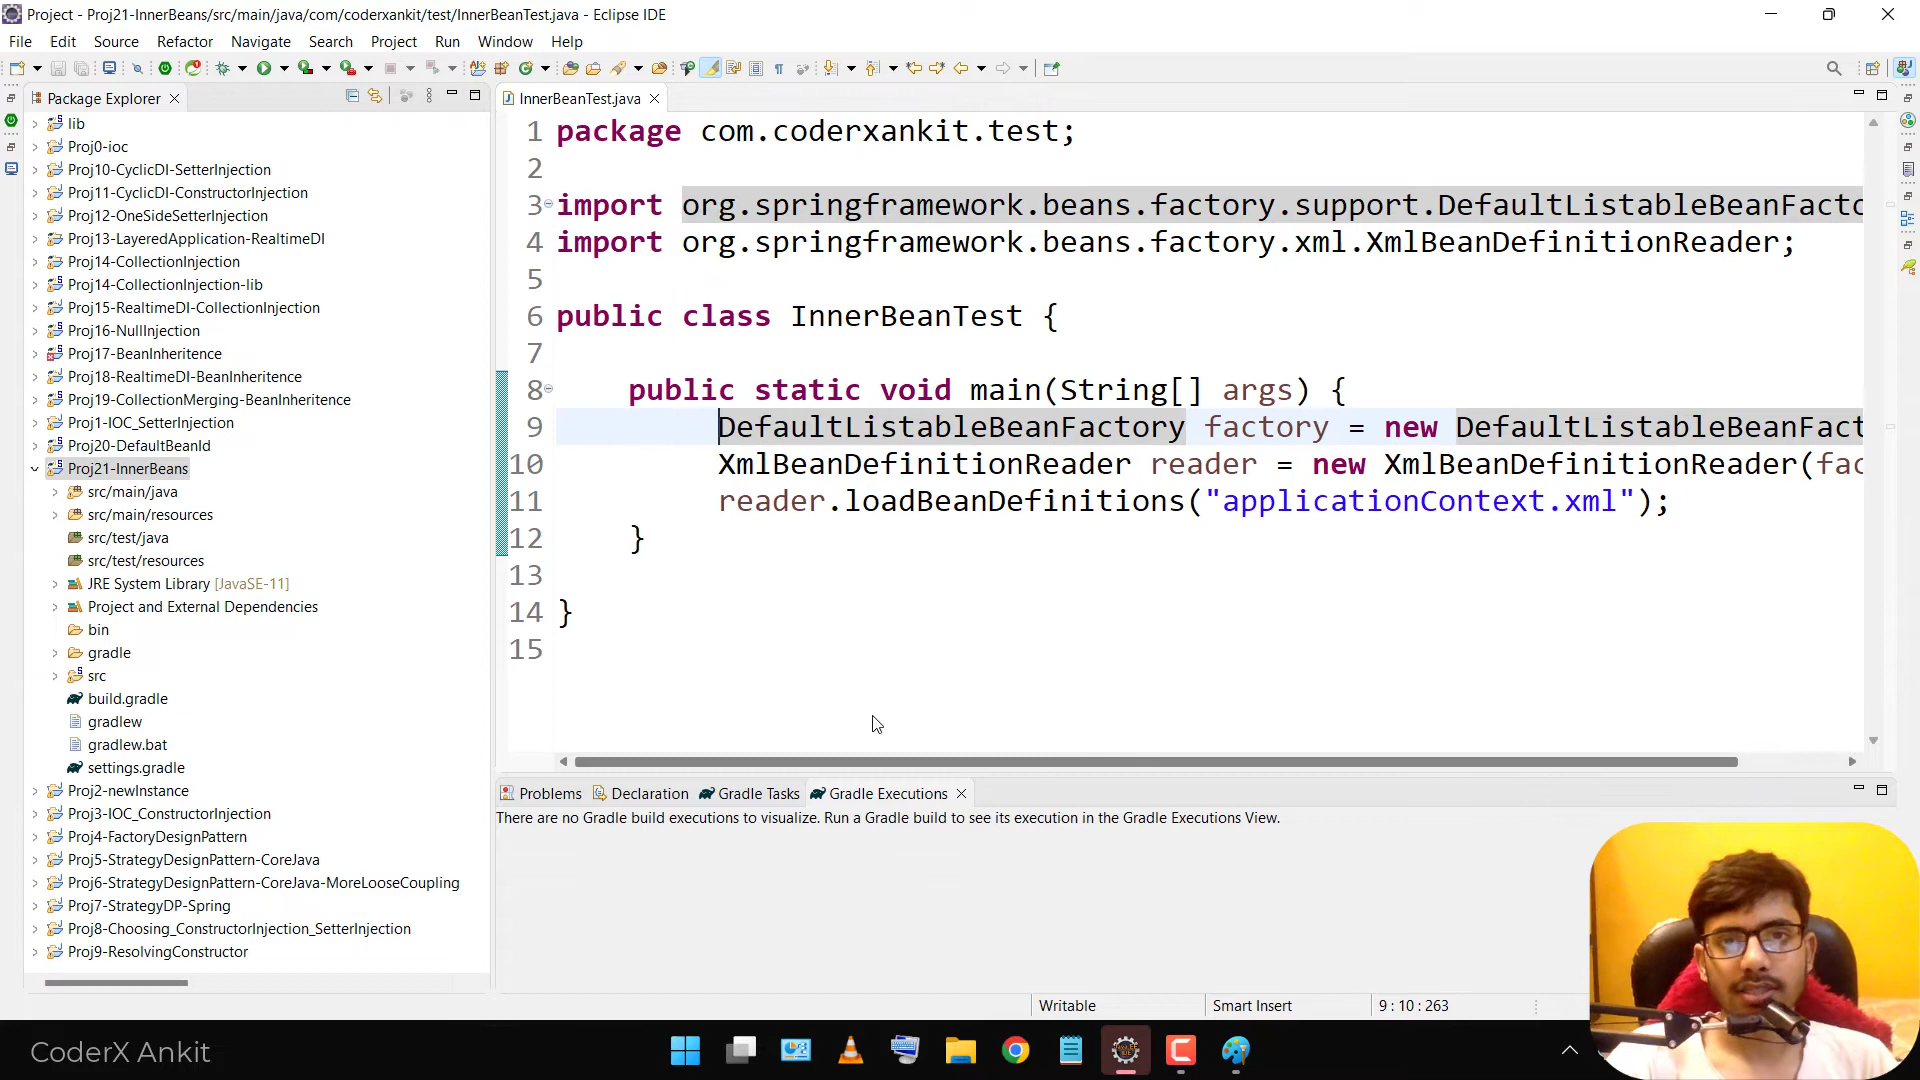 Project - Proj21-InnerBeans/src/main/java/com/coderxankit/test/InnerBeanTest.java - Eclipse IDE
File Edit Source Refactor Navigate Search Project Run Window Help
Package Explorer
lib
Proj0-ioc
Proj10-CyclicDI-SetterInjection
Proj11-CyclicDI-ConstructorInjection
Proj12-OneSideSetterInjection
Proj13-LayeredApplication-RealtimeDI
Proj14-CollectionInjection
Proj14-CollectionInjection-lib
Proj15-RealtimeDI-CollectionInjection
Proj16-NullInjection
Proj17-BeanInheritence
Proj18-RealtimeDI-BeanInheritence
Proj19-CollectionMerging-BeanInheritence
Proj1-IOC_SetterInjection
Proj20-DefaultBeanId
Proj21-InnerBeans
src/main/java
src/main/resources
src/test/java
src/test/resources
JRE System Library [JavaSE-11]
Project and External Dependencies
bin
gradle
src
build.gradle
gradlew
gradlew.bat
settings.gradle
Proj2-newInstance
Proj3-IOC_ConstructorInjection
Proj4-FactoryDesignPattern
Proj5-StrategyDesignPattern-CoreJava
Proj6-StrategyDesignPattern-CoreJava-MoreLooseCoupling
Proj7-StrategyDP-Spring
Proj8-Choosing_ConstructorInjection_SetterInjection
Proj9-ResolvingConstructor
InnerBeanTest.java
1 package com.coderxankit.test;
2
3 import org.springframework.beans.factory.support.DefaultListableBeanFacto
4 import org.springframework.beans.factory.xml.XmlBeanDefinitionReader;
5
6 public class InnerBeanTest {
7
8 public static void main(String[] args) {
9 DefaultListableBeanFactory factory = new DefaultListableBeanFact
10 XmlBeanDefinitionReader reader = new XmlBeanDefinitionReader(fac
11 reader.loadBeanDefinitions("applicationContext.xml");
12 }
13
14 }
15
Problems Declaration Gradle Tasks Gradle Executions
There are no Gradle build executions to visualize. Run a Gradle build to see its execution in the Gradle Executions View.
Writable Smart Insert 9 : 10 : 263
CoderX Ankit